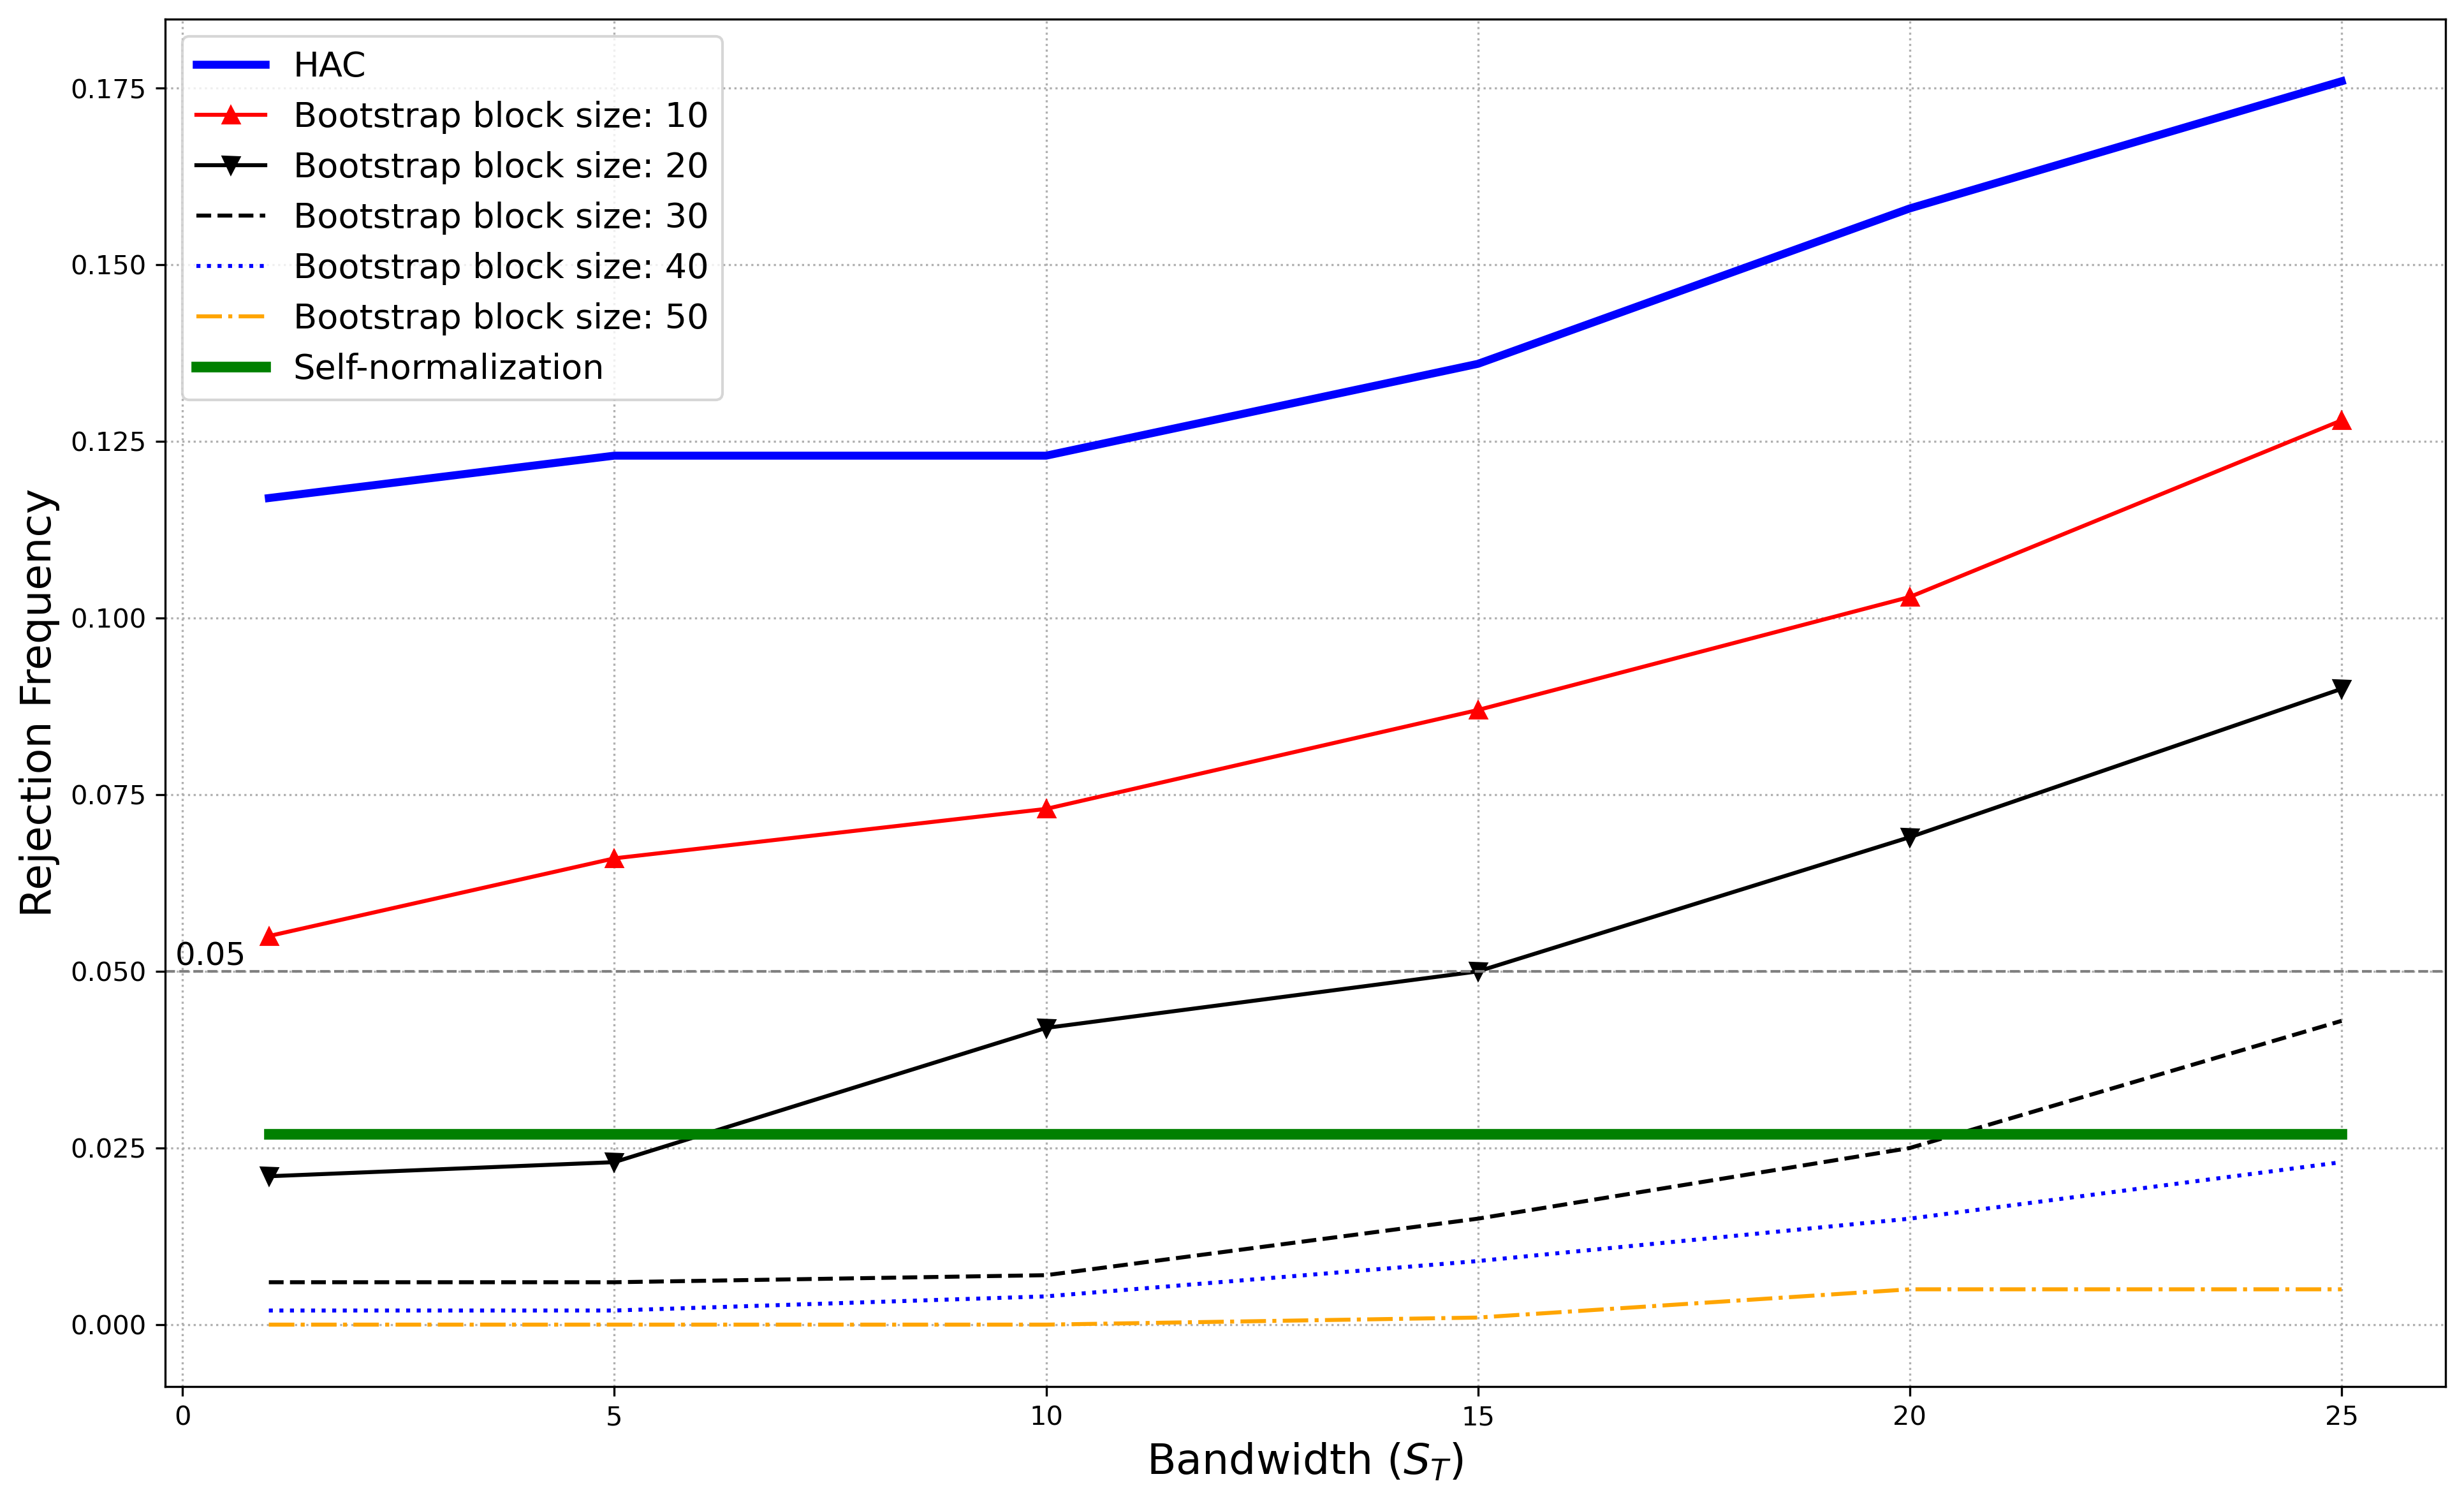 HAC
Bootstrap block size: 10
Bootstrap block size: 20
Bootstrap block size: 30
Bootstrap block size: 40
Bootstrap block size: 50
Self-normalization
0.175
0.150
0.125
0.100
0.075
0.050
0.025
0.000
0.05
Rejection Frequency
0 5 10 15 20 25
Bandwidth (S_T)